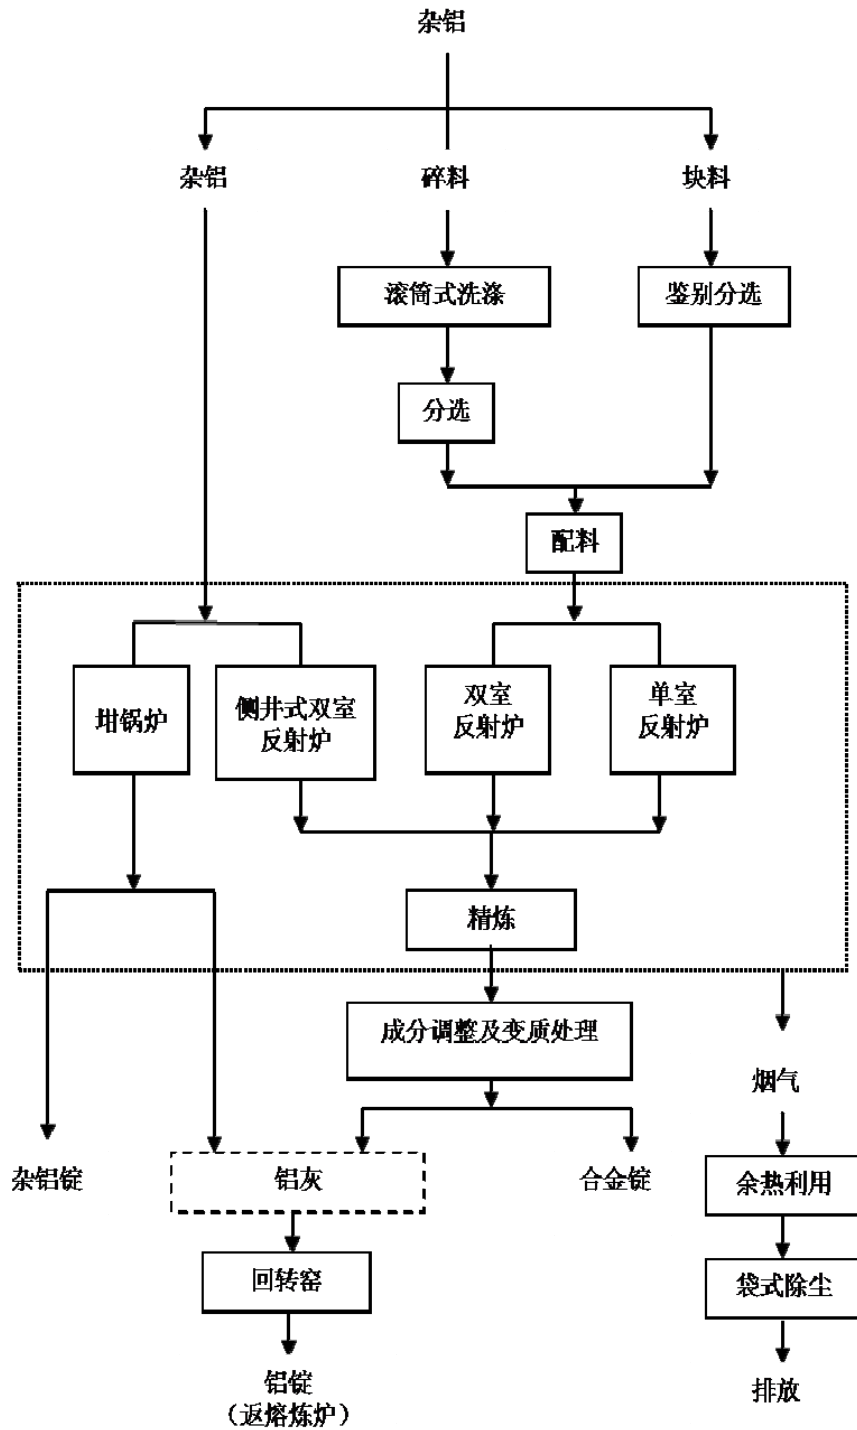 杂铝
杂铝
碎料
块料
滚筒式洗涤
鉴别分选
分选
配料
坩锅炉
侧井式双室
反射炉
双室
反射炉
单室
反射炉
精炼
成分调整及变质处理
烟气
杂铝锭
铝灰
合金锭
余热利用
回转窑
袋式除尘
铝锭
（返熔炼炉）
排放